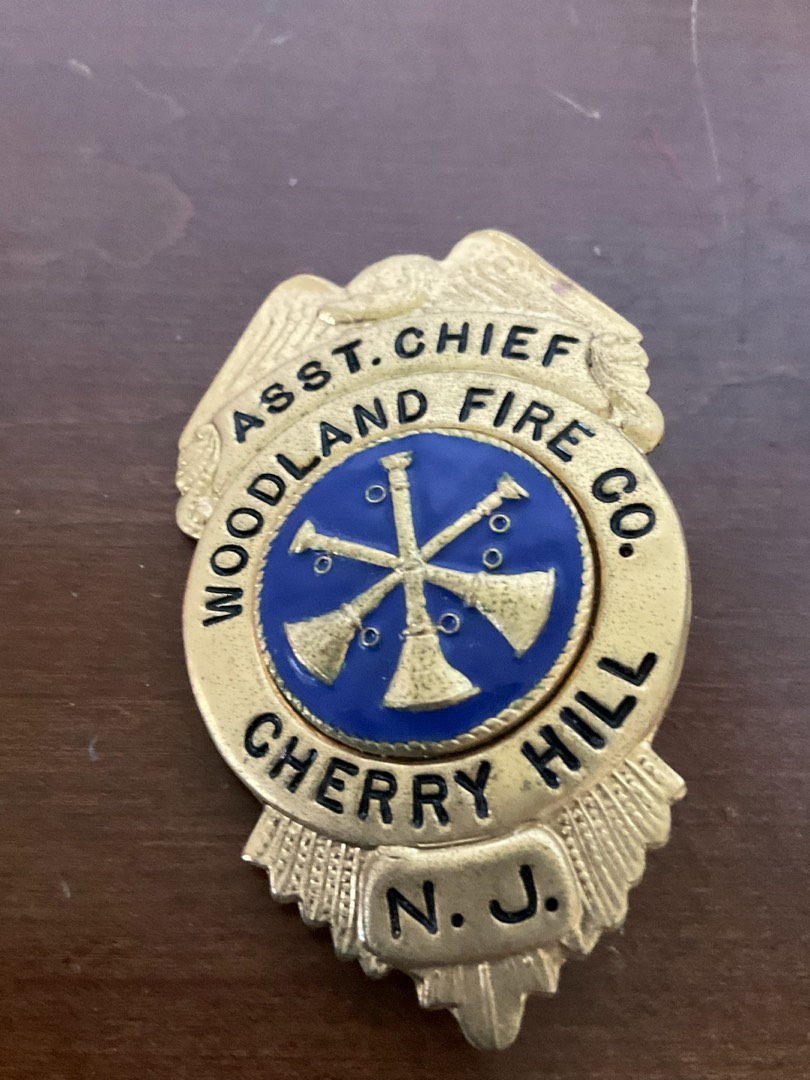 ASST. CHIEF
WOODLAND FIRE CO.
CHERRY HILL
N. J.